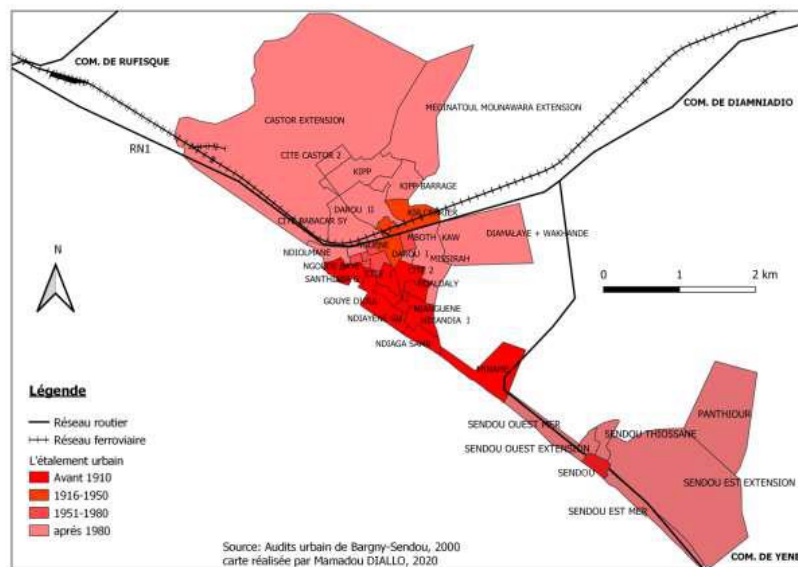 COM. DE RUFISQUE
MEDINATOUL MOUNAWARA EXTENSION
COM. DE DIAMNIADIO
CASTOR EXTENSION
RN1
CITE CASTOR 2
KIPP
KIPP BARRAGE
DAROU II
CITE BABACAR SY
MBOTH KAW
DIAMALAYE + WAKHANDE
NDIOLMANE
DAROU I
MISSIRAH
N
0 1 2 km
GOUYE
NDIAGA SAMB
Légende
Réseau routier
Réseau ferroviaire
L'étalement urbain
Avant 1910
1916-1950
1951-1980
aprés 1980
PANTHIOUR
SENDOU OUEST MER
SENDOU THIOSSANE
SENDOU OUEST EXTENSION
SENDOU
SENDOU EST EXTENSION
SENDOU EST MER
COM. DE YENE
Source: Audits urbain de Bargny-Sendou, 2000
carte réalisée par Mamadou DIALLO, 2020